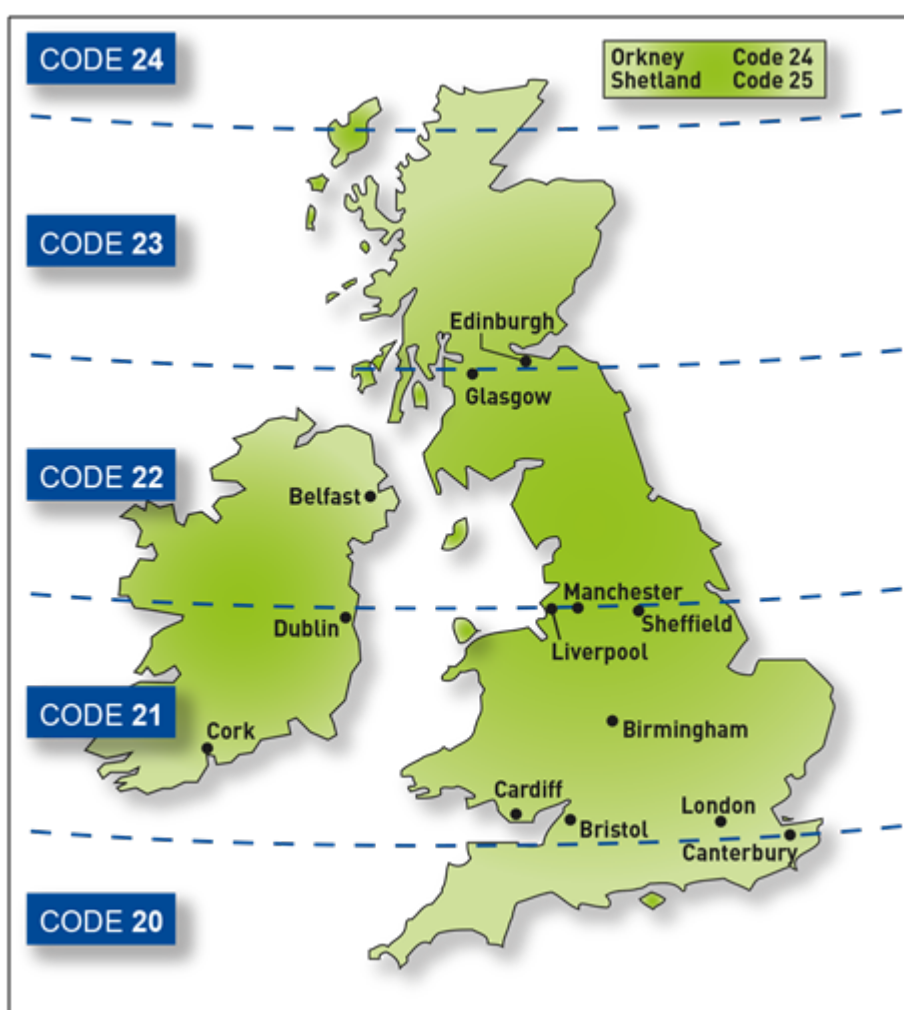 CODE 24
Orkney Code 24
Shetland Code 25
CODE 23
Edinburgh
Glasgow
CODE 22
Belfast
Manchester
Dublin
Sheffield
Liverpool
CODE 21
Cork
Birmingham
Cardiff
London
Bristol
Canterbury
CODE 20